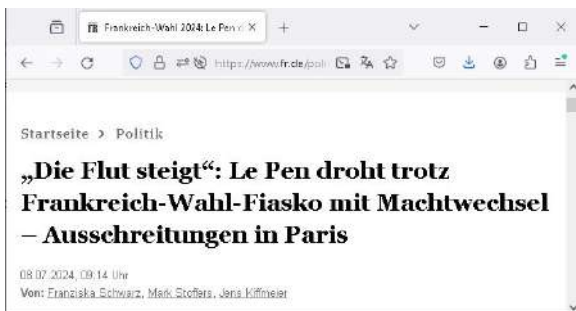 FR Frankreich-Wahl 2024: Le Pen
https://www.fr.de/poli
Startseite > Politik
„Die Flut steigt“: Le Pen droht trotz
Frankreich-Wahl-Fiasko mit Machtwechsel
– Ausschreitungen in Paris
08.07.2024, 09:14 Uhr
Von: Franziska Schwarz, Mark Stoffers, Jens Kiffmeier